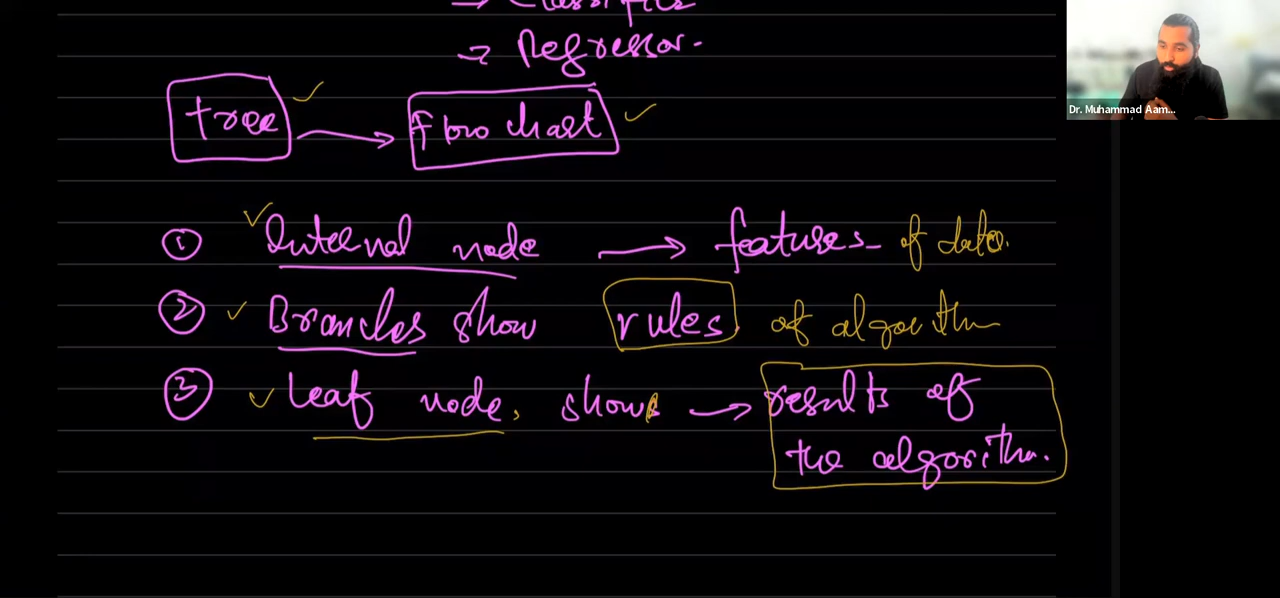 → Classifier
→ Regressor.
tree → Flow chart
Dr. Muhammad Aam...
① Internal node → features of data.
② Branches show rules of algorithm
③ Leaf node, shows → results of
the algorithm.